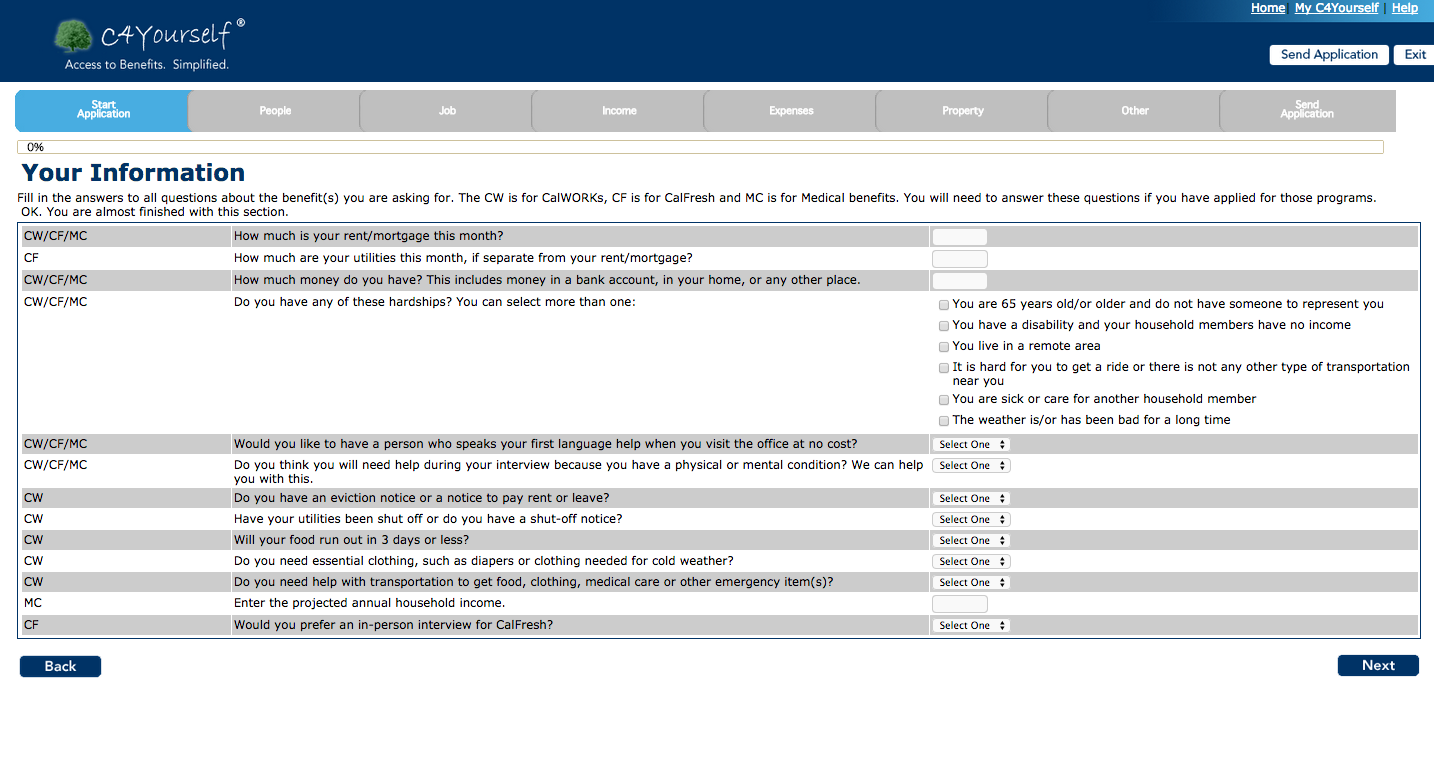 Home | My C4Yourself | Help
C4Yourself®
Access to Benefits. Simplified.
Send Application
Exit
Start Application
People
Job
Income
Expenses
Property
Other
Send Application
0%
Your Information
Fill in the answers to all questions about the benefit(s) you are asking for. The CW is for CalWORKs, CF is for CalFresh and MC is for Medical benefits. You will need to answer these questions if you have applied for those programs.
OK. You are almost finished with this section.
CW/CF/MC How much is your rent/mortgage this month?
CF How much are your utilities this month, if separate from your rent/mortgage?
CW/CF/MC How much money do you have? This includes money in a bank account, in your home, or any other place.
CW/CF/MC Do you have any of these hardships? You can select more than one:
You are 65 years old/or older and do not have someone to represent you
You have a disability and your household members have no income
You live in a remote area
It is hard for you to get a ride or there is not any other type of transportation
near you
You are sick or care for another household member
The weather is/or has been bad for a long time
CW/CF/MC Would you like to have a person who speaks your first language help when you visit the office at no cost? Select One
CW/CF/MC Do you think you will need help during your interview because you have a physical or mental condition? We can help Select One
you with this.
CW Do you have an eviction notice or a notice to pay rent or leave? Select One
CW Have your utilities been shut off or do you have a shut-off notice? Select One
CW Will your food run out in 3 days or less? Select One
CW Do you need essential clothing, such as diapers or clothing needed for cold weather? Select One
CW Do you need help with transportation to get food, clothing, medical care or other emergency item(s)? Select One
MC Enter the projected annual household income.
CF Would you prefer an in-person interview for CalFresh? Select One
Back
Next